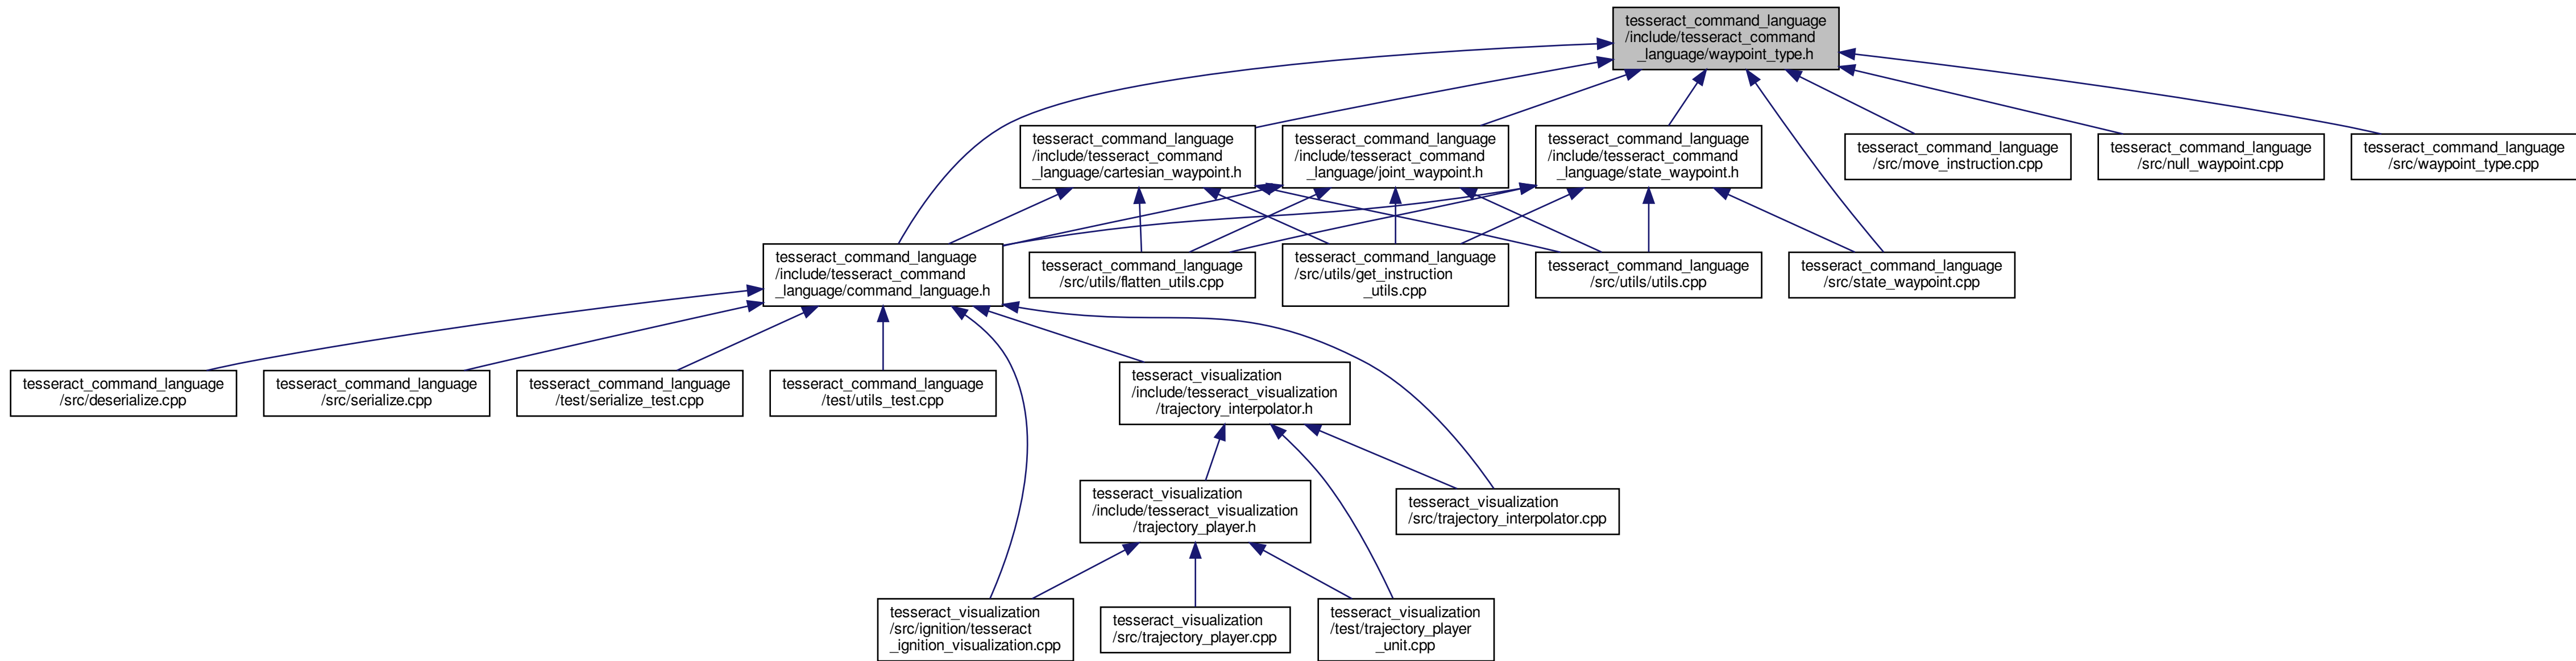 tesseract_command_language
/include/tesseract_command
_language/waypoint_type.h
tesseract_command_language
/include/tesseract_command
_language/cartesian_waypoint.h
tesseract_command_language
/include/tesseract_command
_language/joint_waypoint.h
tesseract_command_language
/include/tesseract_command
_language/state_waypoint.h
tesseract_command_language
/src/move_instruction.cpp
tesseract_command_language
/src/null_waypoint.cpp
tesseract_command_language
/src/waypoint_type.cpp
tesseract_command_language
/include/tesseract_command
_language/command_language.h
tesseract_command_language
/src/utils/flatten_utils.cpp
tesseract_command_language
/src/utils/get_instruction
_utils.cpp
tesseract_command_language
/src/utils/utils.cpp
tesseract_command_language
/src/state_waypoint.cpp
tesseract_command_language
/src/deserialize.cpp
tesseract_command_language
/src/serialize.cpp
tesseract_command_language
/test/serialize_test.cpp
tesseract_command_language
/test/utils_test.cpp
tesseract_visualization
/include/tesseract_visualization
/trajectory_interpolator.h
tesseract_visualization
/include/tesseract_visualization
/trajectory_player.h
tesseract_visualization
/src/trajectory_interpolator.cpp
tesseract_visualization
/src/ignition/tesseract
_ignition_visualization.cpp
tesseract_visualization
/src/trajectory_player.cpp
tesseract_visualization
/test/trajectory_player
_unit.cpp